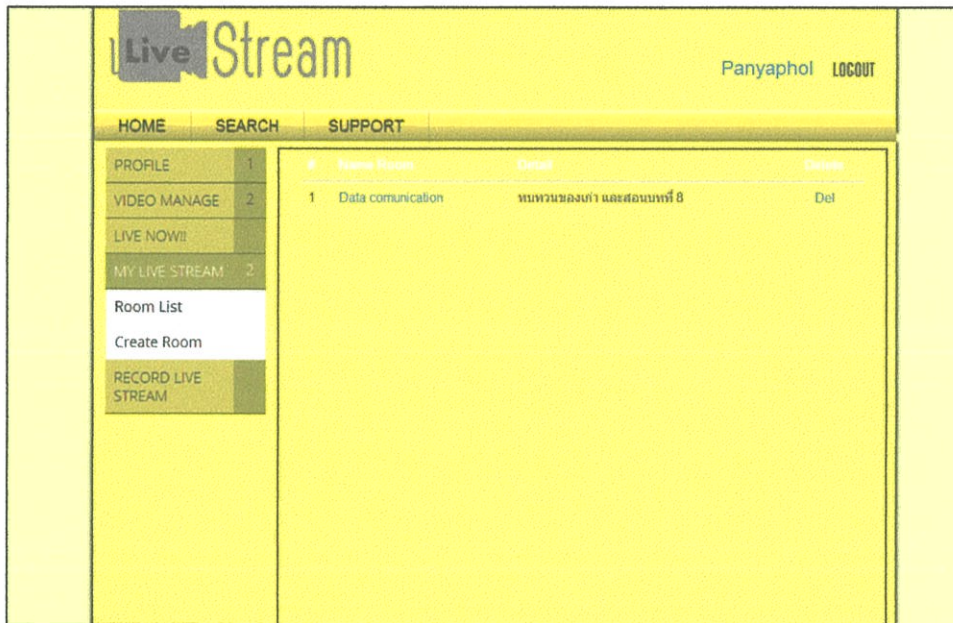 Live Stream
Panyaphol LOGOUT
HOME SEARCH SUPPORT
PROFILE 1
VIDEO MANAGE 2
LIVE NOW!!
MY LIVE STREAM 2
Room List
Create Room
RECORD LIVE
STREAM
# Name Room Detail Delete
1 Data comunication ทบทวนของเก่า และสอนบทที่ 8 Del